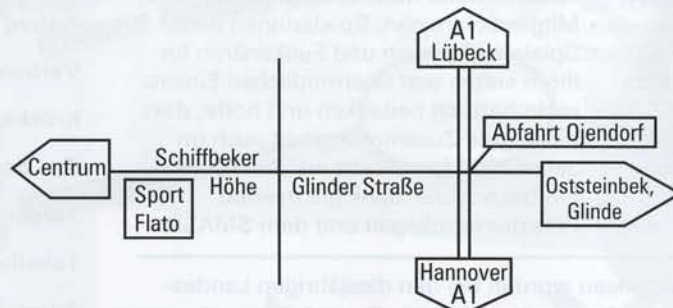 A1
Lübeck
Abfahrt Ojendorf
Centrum
Schiffbeker
Höhe
Glinder Straße
Sport
Flato
Oststeinbek,
Glinde
Hannover
A1